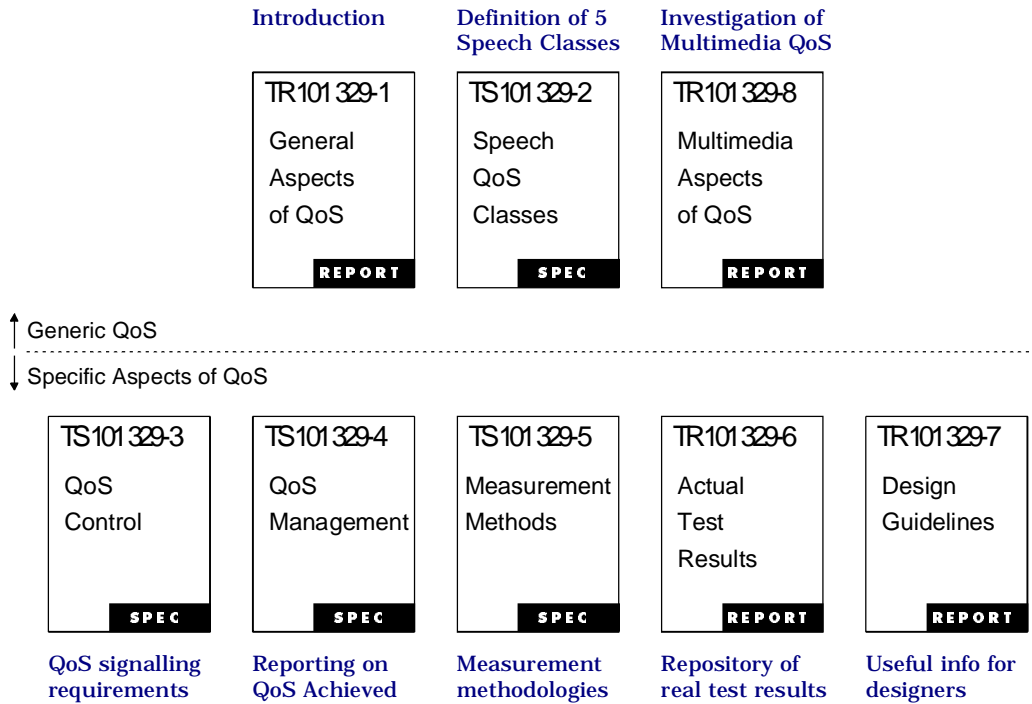 Introduction
Definition of 5
Speech Classes
Investigation of
Multimedia QoS
TR101 329-1
General
Aspects
of QoS
REPORT
TS101 329-2
Speech
QoS
Classes
SPEC
TR101 329-8
Multimedia
Aspects
of QoS
REPORT
Generic QoS
Specific Aspects of QoS
TS101 329-3
QoS
Control
SPEC
QoS signalling
requirements
TS101 329-4
QoS
Management
SPEC
Reporting on
QoS Achieved
TS101 329-5
Measurement
Methods
SPEC
Measurement
methodologies
TR101 329-6
Actual
Test
Results
REPORT
Repository of
real test results
TR101 329-7
Design
Guidelines
REPORT
Useful info for
designers